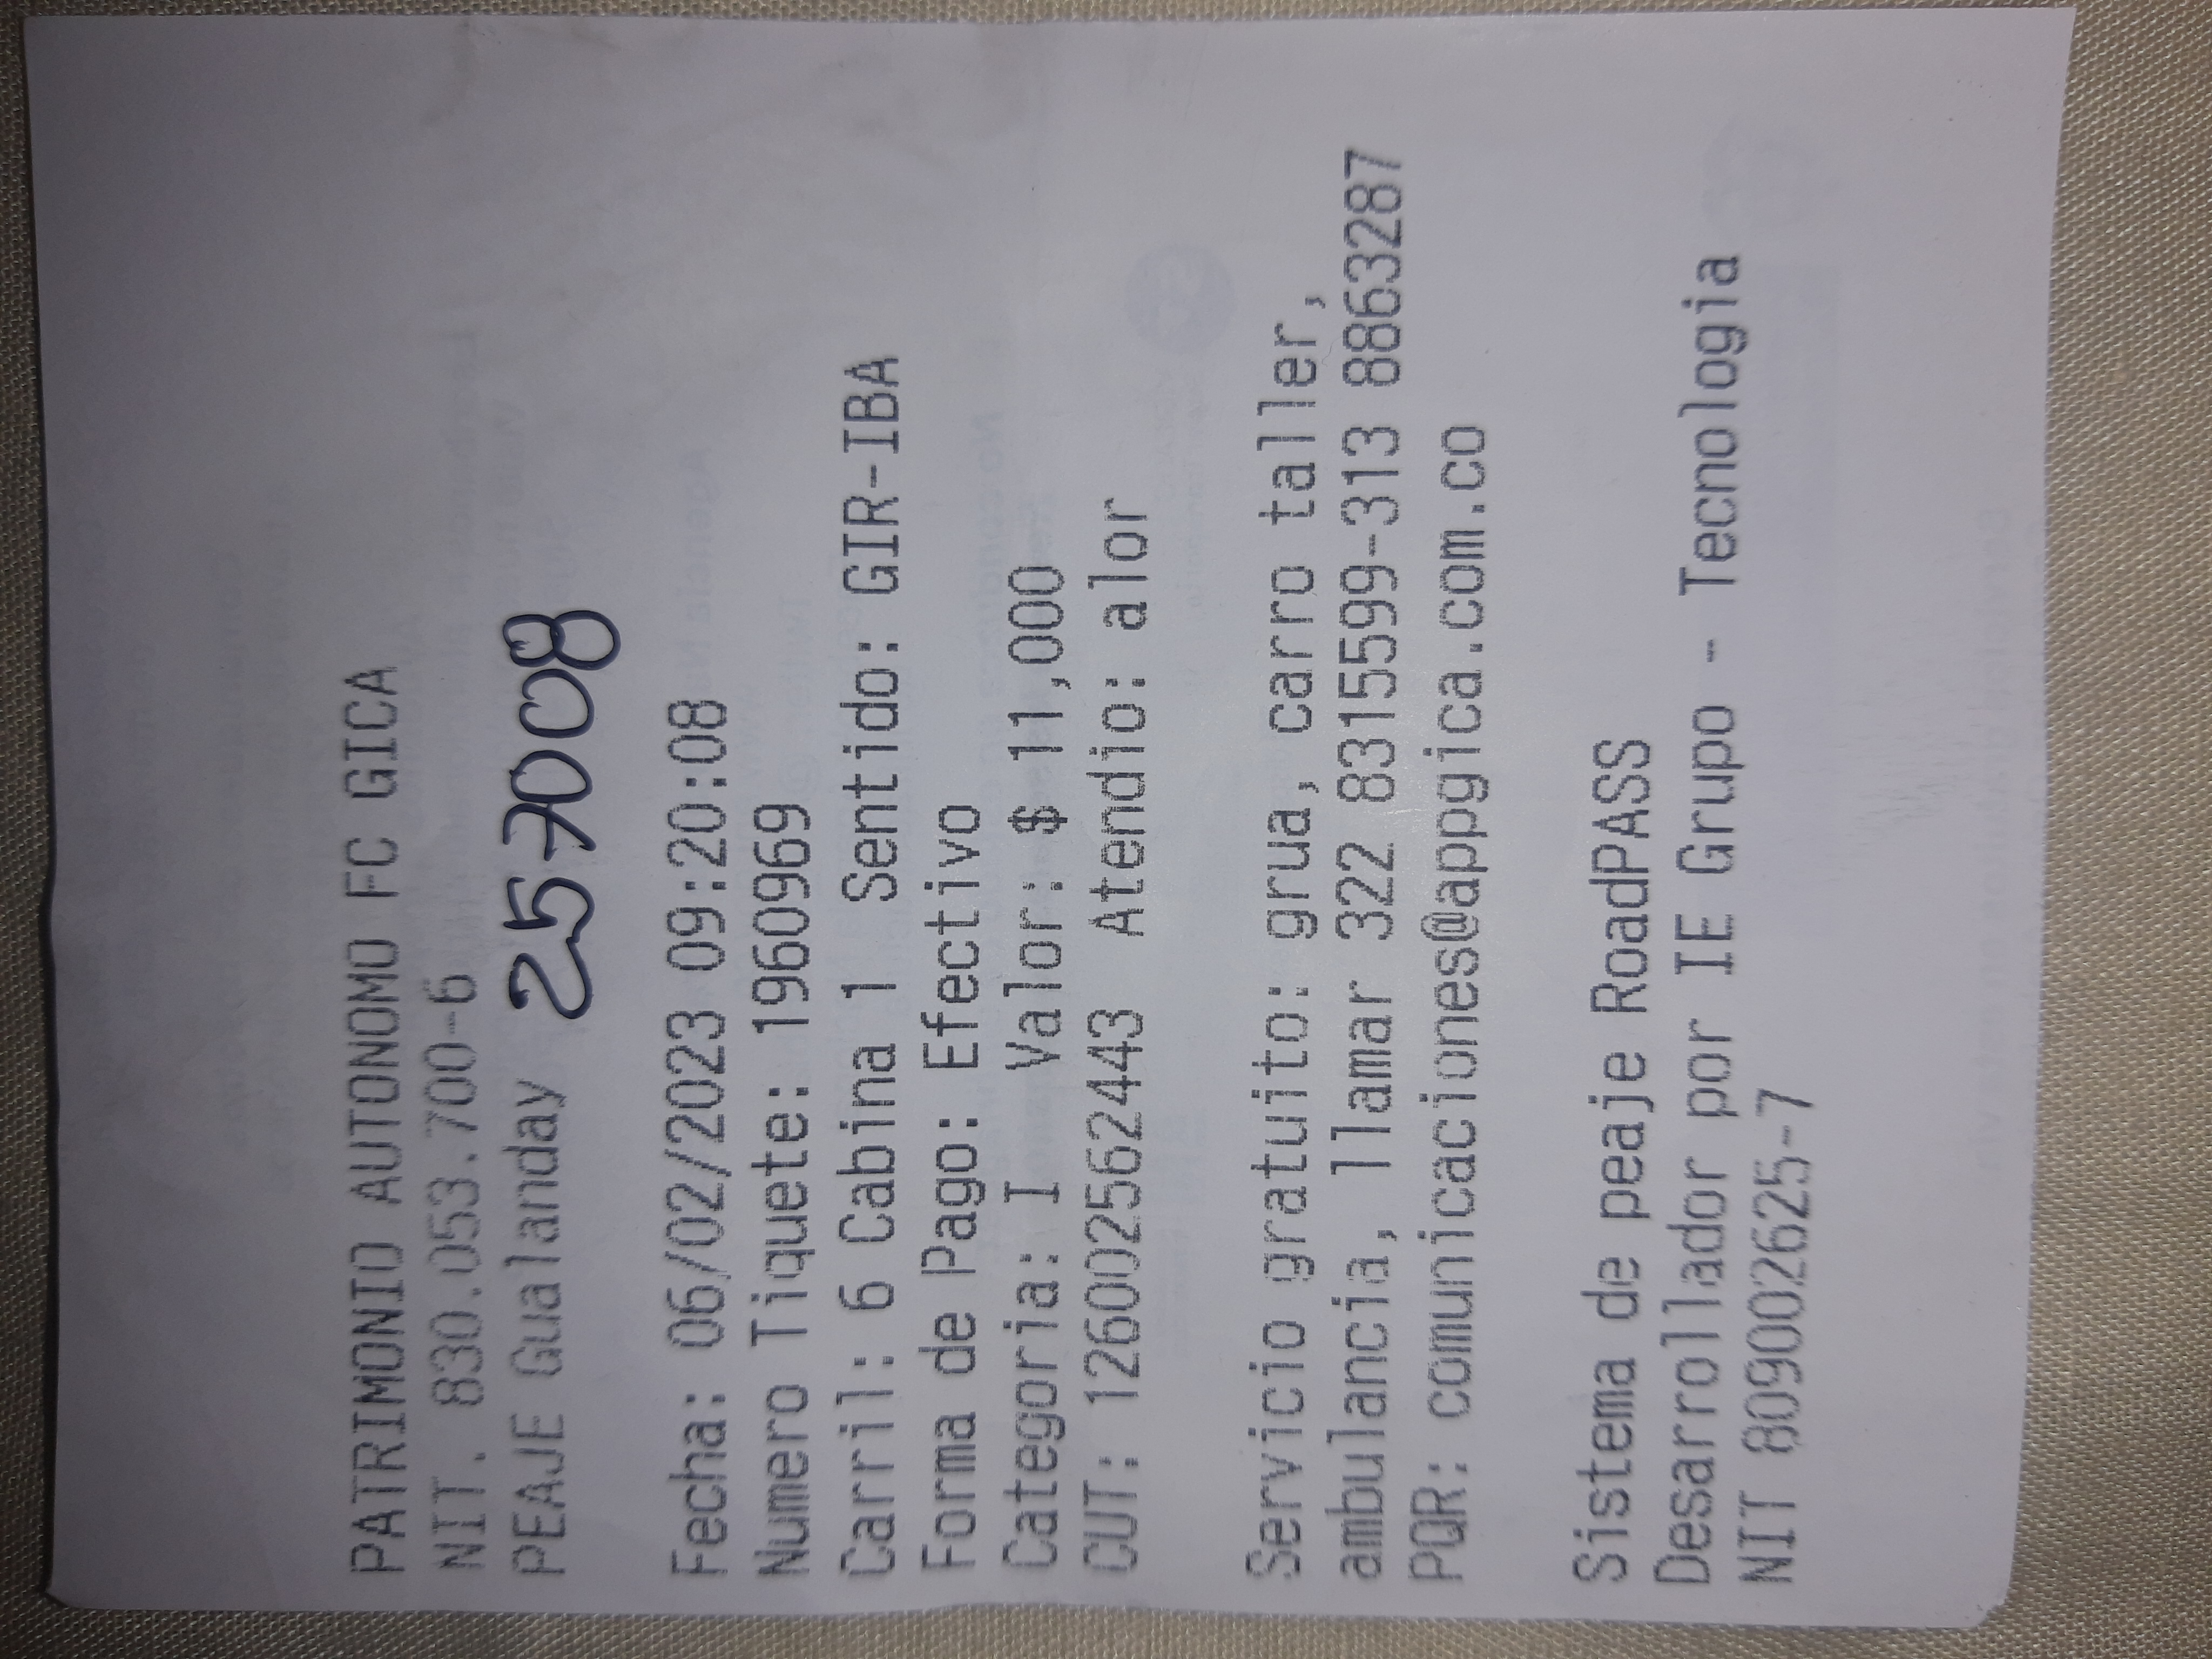 PATRIMONIO AUTONOMO FC GICA
NIT. 830.053.700-6
PEAJE Gualanday 257008
Fecha: 06/02/2023 09:20:08
Numero Tiquete: 1960969
Carril: 6 Cabina 1 Sentido: GIR-IBA
Forma de Pago: Efectivo
Categoria: I Valor: $ 11,000
CUT: 126002562443 Atendio: alor
Servicio gratuito: grua, carro taller,
ambulancia, llamar 322 8315599-313 8863287
PQR: comunicaciones@appgica.com.co
Sistema de peaje RoadPASS
Desarrollador por IE Grupo - Tecnologia
NIT 809002625-7